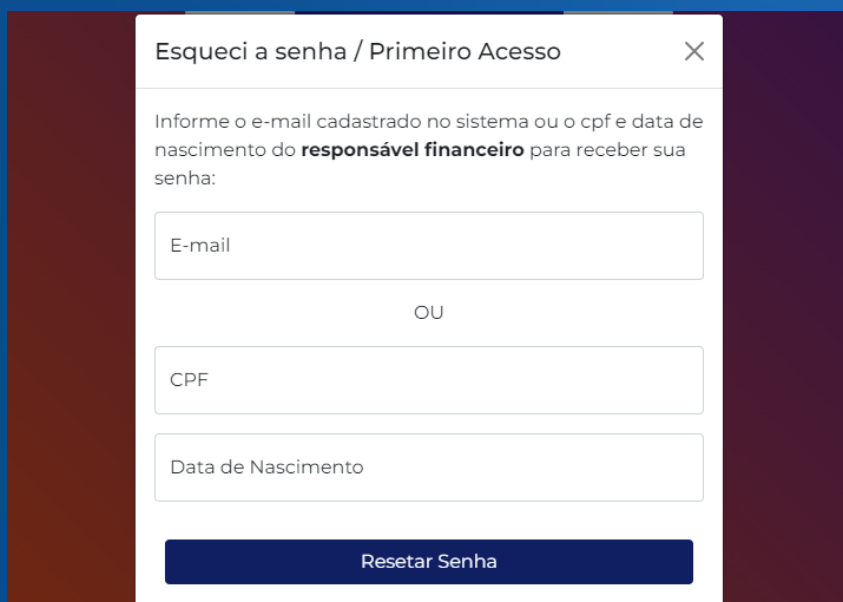 Esqueci a senha / Primeiro Acesso
Informe o e-mail cadastrado no sistema ou o cpf e data de
nascimento do responsável financeiro para receber sua
senha:
E-mail
OU
CPF
Data de Nascimento
Resetar Senha